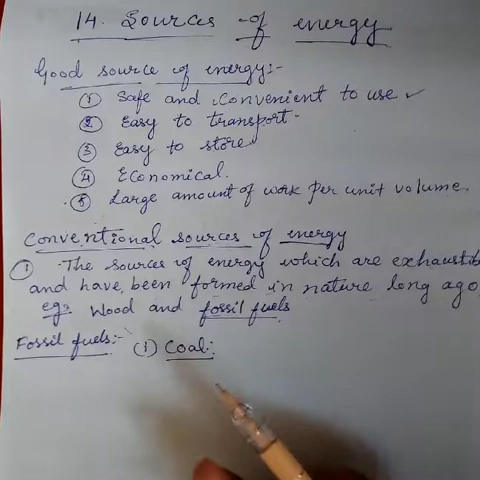 14. Sources of energy
Good source of energy:-
① Safe and convenient to use ✓
② Easy to transport-
③ Easy to store
④ Economical.
⑤ Large amount of work per unit volume.
Conventional sources of energy
① The sources of energy which are exhaustib
and have been formed in nature long ago
egs Wood and fossil fuels
Fossil fuels:- (1) Coal: